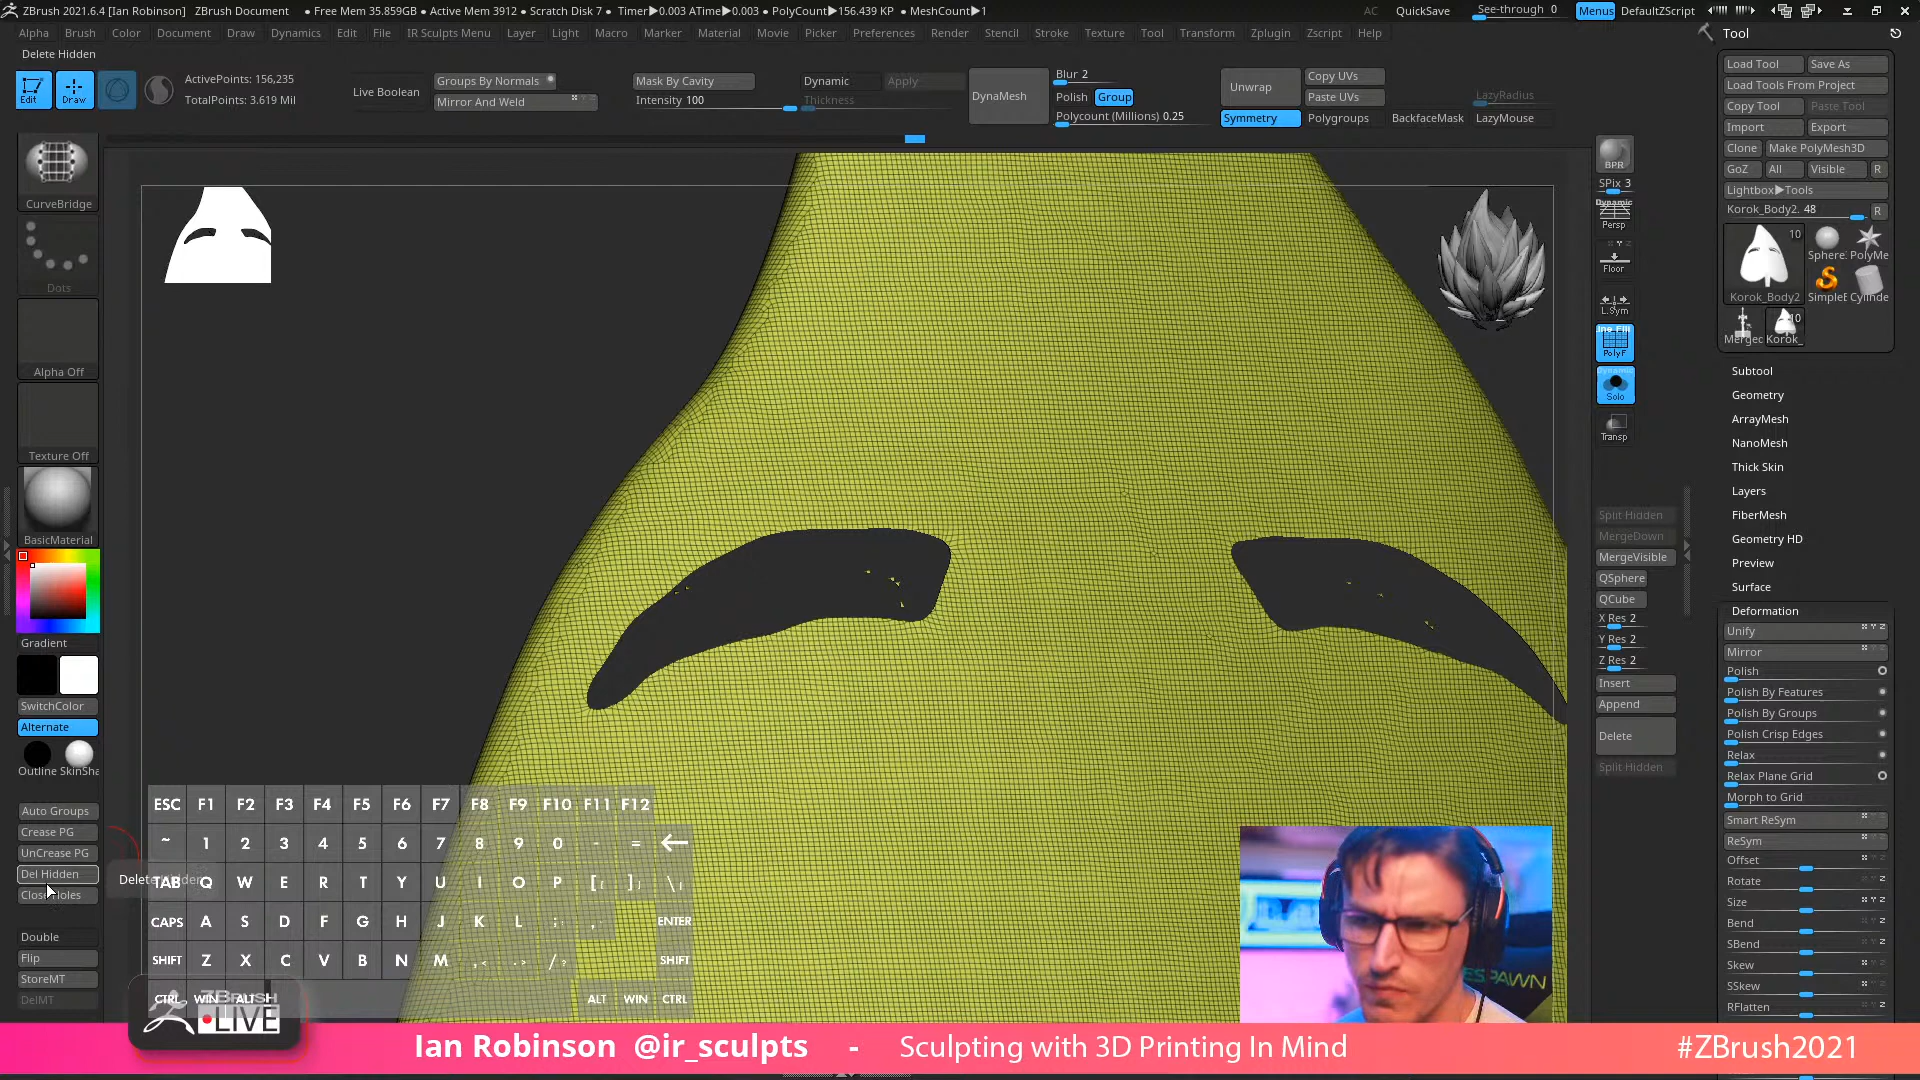 ZBrush 2021.6.4 [Ian Robinson] ZBrush Document • Free Mem 35.859GB • Active Mem 3912 • Scratch Disk 7 • Timer▶0.003 ATime▶0.003 • PolyCount▶156.439 KP • MeshCount▶1 AC QuickSave See-through 0 Menus DefaultZScript
Alpha Brush Color Document Draw Dynamics Edit File IR Sculpts Menu Layer Light Macro Marker Material Movie Picker Preferences Render Stencil Stroke Texture Tool Transform Zplugin Zscript Help
Delete Hidden
Edit Draw
ActivePoints: 156,235
TotalPoints: 3.619 Mil
Live Boolean
Groups By Normals
Mirror And Weld
Mask By Cavity
Intensity 100
Dynamic Apply
Thickness
DynaMesh
Blur 2
Polish Group
Polycount (Millions) 0.25
Unwrap
Symmetry
Copy UVs
Paste UVs
Polygroups
BackfaceMask
LazyRadius
LazyMouse
CurveBridge
Dots
Alpha Off
Texture Off
BasicMaterial
Gradient
SwitchColor
Alternate
Outline SkinSha
Auto Groups
Crease PG
UnCrease PG
Del Hidden
Close Holes
Double
Flip
StoreMT
DelMT
ESC F1 F2 F3 F4 F5 F6 F7 F8 F9 F10 F11 F12
~ 1 2 3 4 5 6 7 8 9 0 - =
TAB Q W E R T Y U I O P [ ] \
CAPS A S D F G H J K L ; ENTER
SHIFT Z X C V B N M , < . > / ? SHIFT
CTRL WIN ALT ALT WIN CTRL
ZBRUSH
LIVE
BPR
SPix 3
Dynamic
Persp
Floor
L.Sym
Line Fill
PolyF
Dynamic
Solo
Transp
Split Hidden
MergeDown
MergeVisible
QSphere
QCube
X Res 2
Y Res 2
Z Res 2
Insert
Append
Delete
Split Hidden
Tool
Load Tool Save As
Load Tools From Project
Copy Tool Paste Tool
Import Export
Clone Make PolyMesh3D
GoZ All Visible R
Lightbox▶Tools
Korok_Body2. 48 R
10
Sphere. PolyMe
Korok_Body2 SimpleB Cylinde
10
Mergec Korok_
Subtool
Geometry
ArrayMesh
NanoMesh
Thick Skin
Layers
FiberMesh
Geometry HD
Preview
Surface
Deformation
Unify
Mirror
Polish
Polish By Features
Polish By Groups
Polish Crisp Edges
Relax
Relax Plane Grid
Morph to Grid
Smart ReSym
ReSym
Offset
Rotate
Size
Bend
SBend
Skew
SSkew
RFlatten
Ian Robinson @ir_sculpts - Sculpting with 3D Printing In Mind #ZBrush2021